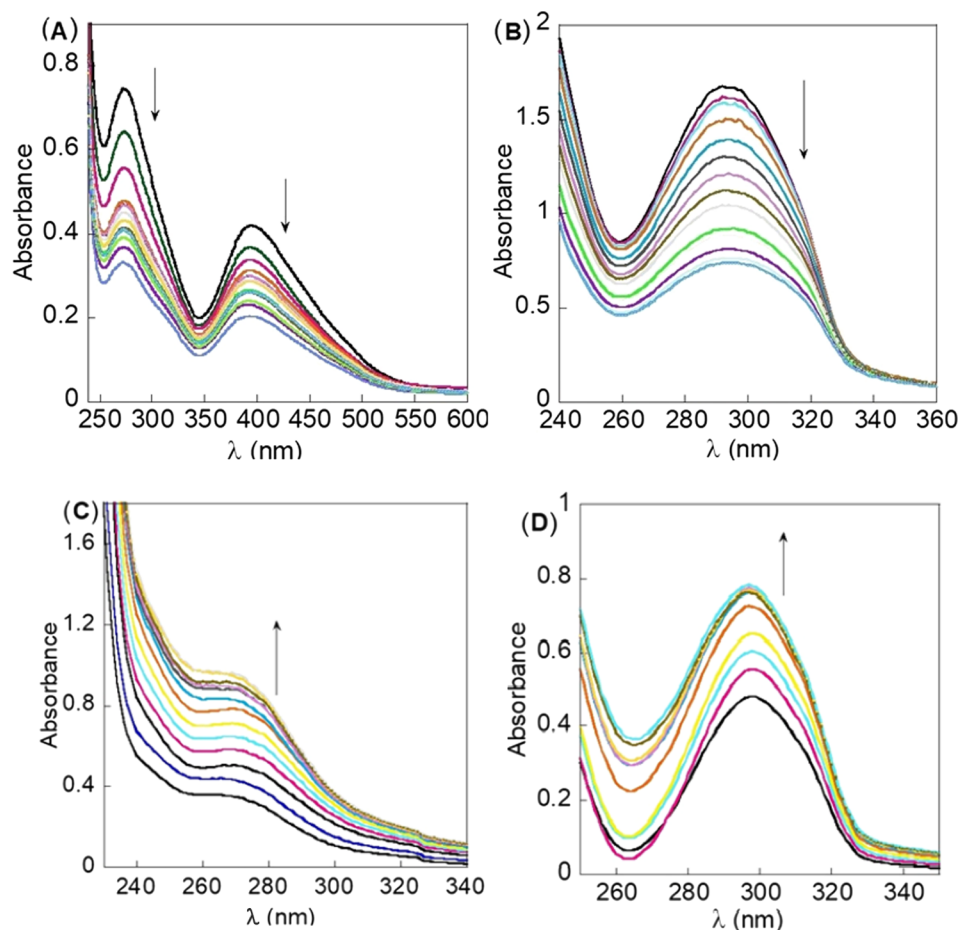 (A)
0.8
0.6
0.4
0.2
0
Absorbance
250 300 350 400 450 500 550 600
λ (nm)
(B)
2
1.5
1
0.5
0
Absorbance
240 260 280 300 320 340 360
λ (nm)
(C)
1.6
1.2
0.8
0.4
0
Absorbance
240 260 280 300 320 340
λ (nm)
(D)
1
0.8
0.6
0.4
0.2
0
Absorbance
260 280 300 320 340
λ (nm)